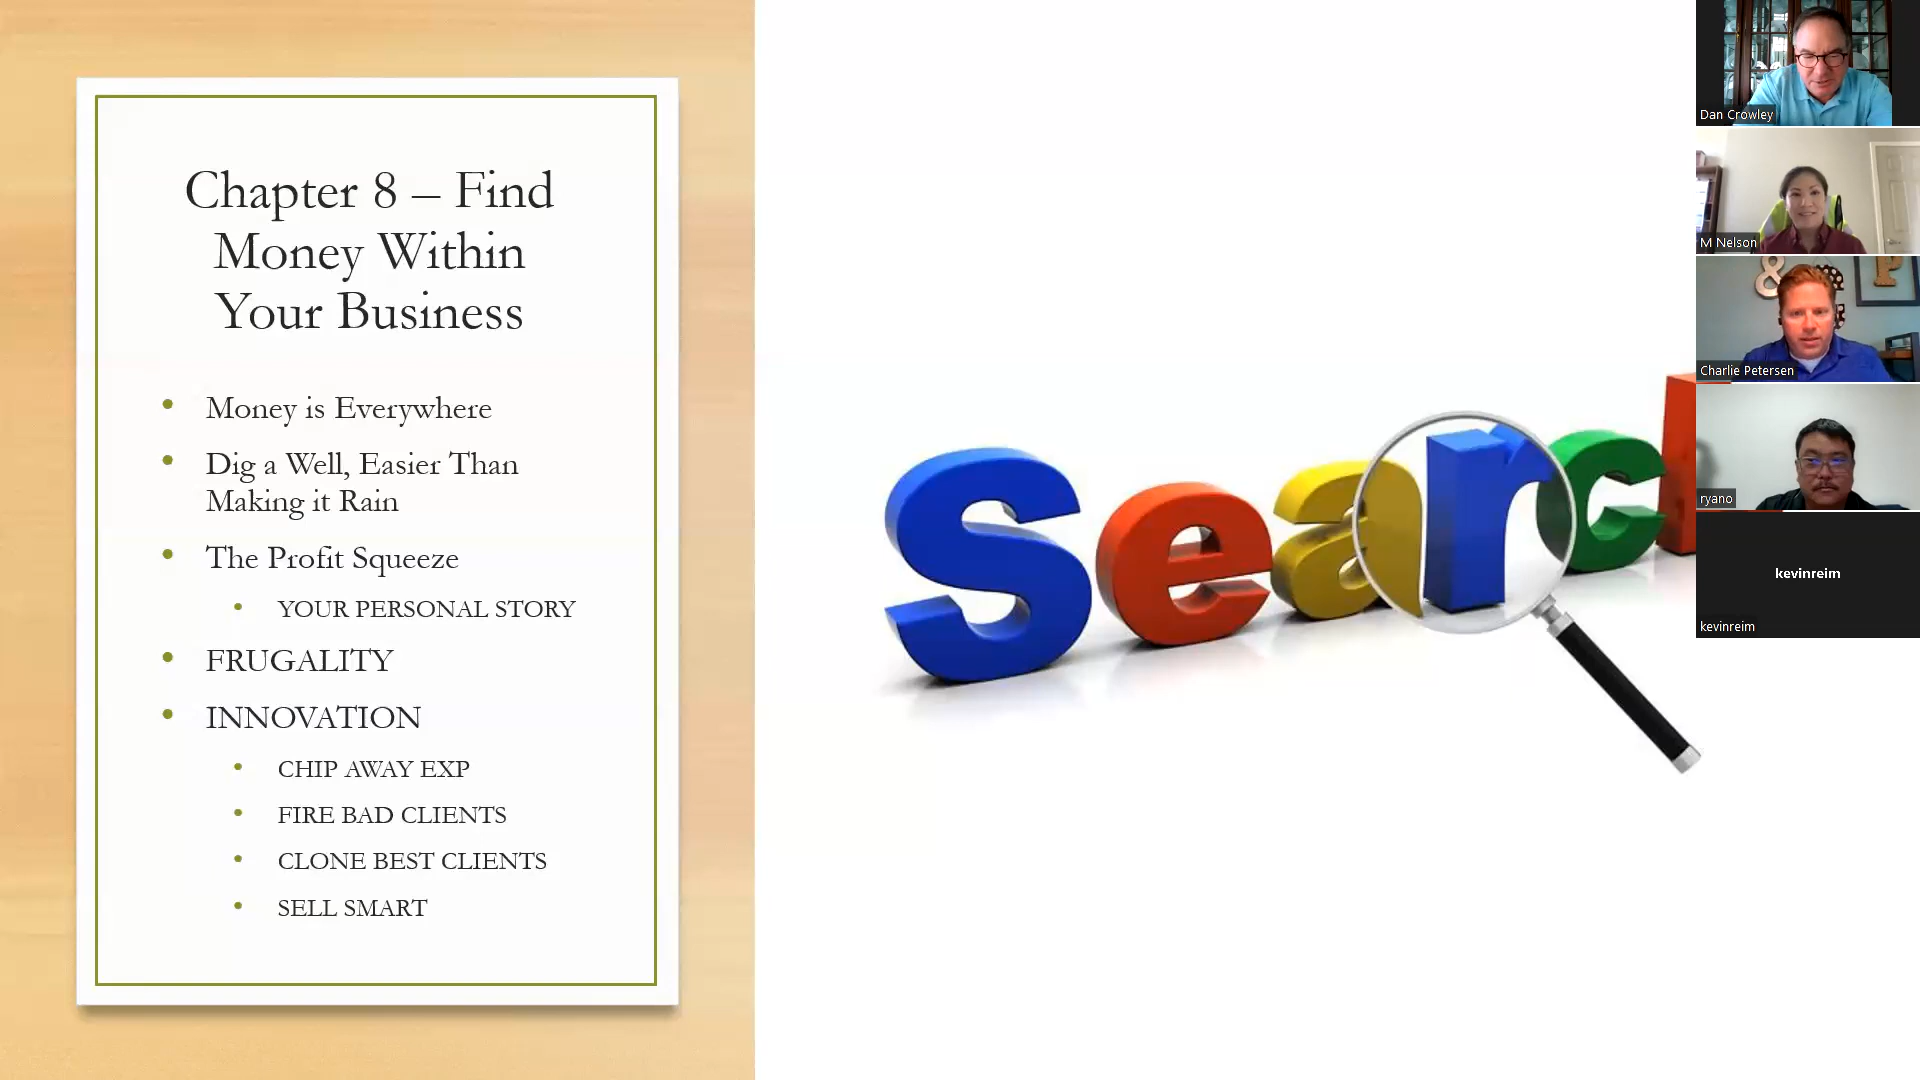 Chapter 8 – Find
Money Within
Your Business
• Money is Everywhere
• Dig a Well, Easier Than
Making it Rain
• The Profit Squeeze
• YOUR PERSONAL STORY
• FRUGALITY
• INNOVATION
• CHIP AWAY EXP
• FIRE BAD CLIENTS
• CLONE BEST CLIENTS
• SELL SMART
Search
Dan Crowley
M Nelson
& P
Charlie Petersen
ryano
kevinreim
kevinreim